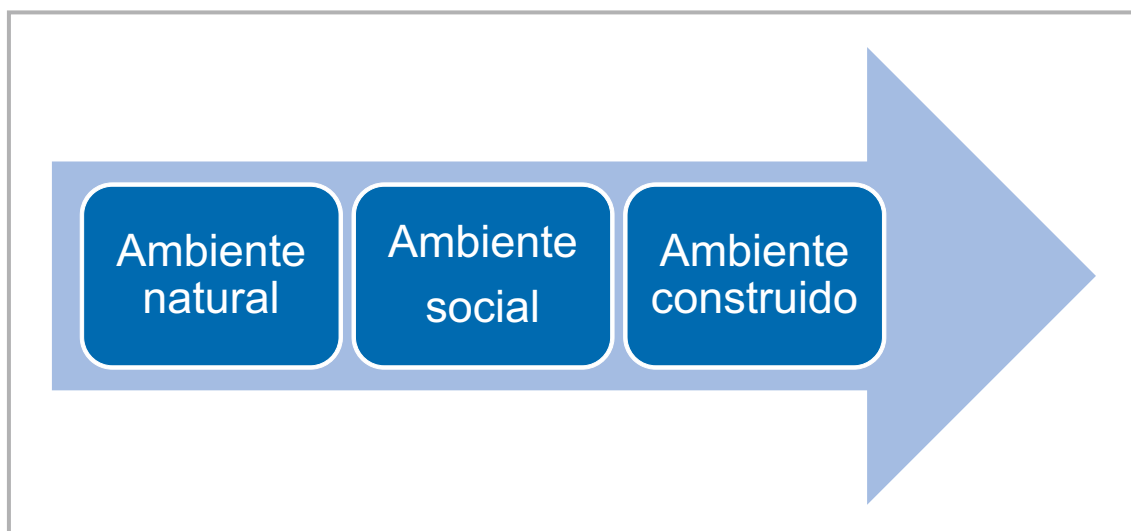 Ambiente
natural
Ambiente
social
Ambiente
construido